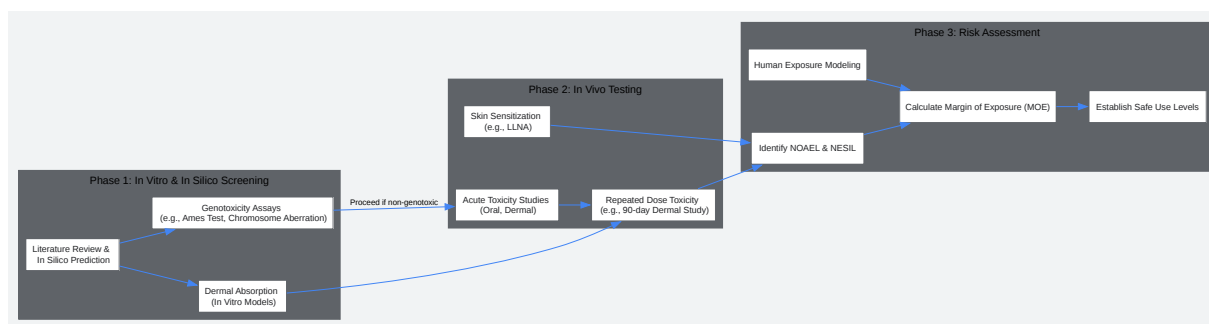 Phase 1: In Vitro & In Silico Screening
Literature Review &
In Silico Prediction
Genotoxicity Assays
(e.g., Ames Test, Chromosome Aberration)
Dermal Absorption
(In Vitro Models)
Proceed if non-genotoxic
Phase 2: In Vivo Testing
Skin Sensitization
(e.g., LLNA)
Acute Toxicity Studies
(Oral, Dermal)
Repeated Dose Toxicity
(e.g., 90-day Dermal Study)
Phase 3: Risk Assessment
Human Exposure Modeling
Identify NOAEL & NESIL
Calculate Margin of Exposure (MOE)
Establish Safe Use Levels